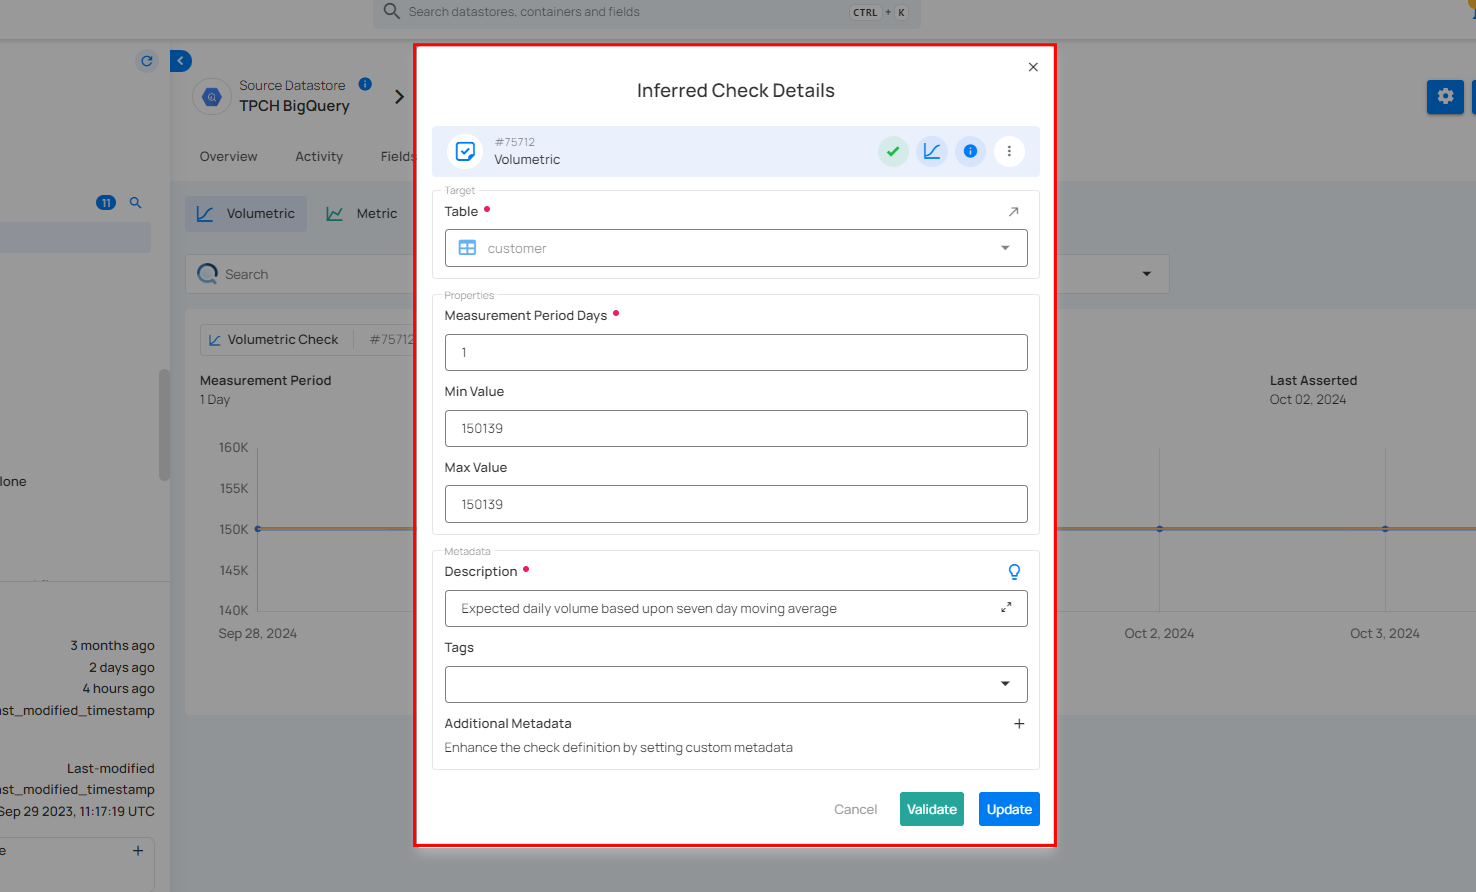 Search datastores, containers and fields
CTRL + K
Source Datastore
TPCH BigQuery
Overview
Activity
Fields
11
Volumetric
Metric
Search
Volumetric Check
#75712
Measurement Period
1 Day
Last Asserted
Oct 02, 2024
160K
155K
150K
145K
140K
Sep 28, 2024
Oct 2, 2024
Oct 3, 2024
lone
3 months ago
2 days ago
4 hours ago
st_modified_timestamp
Last-modified
st_modified_timestamp
Sep 29 2023, 11:17:19 UTC
e
Inferred Check Details
#75712
Volumetric
Target
Table
customer
Properties
Measurement Period Days
1
Min Value
150139
Max Value
150139
Metadata
Description
Expected daily volume based upon seven day moving average
Tags
Additional Metadata
Enhance the check definition by setting custom metadata
Cancel
Validate
Update